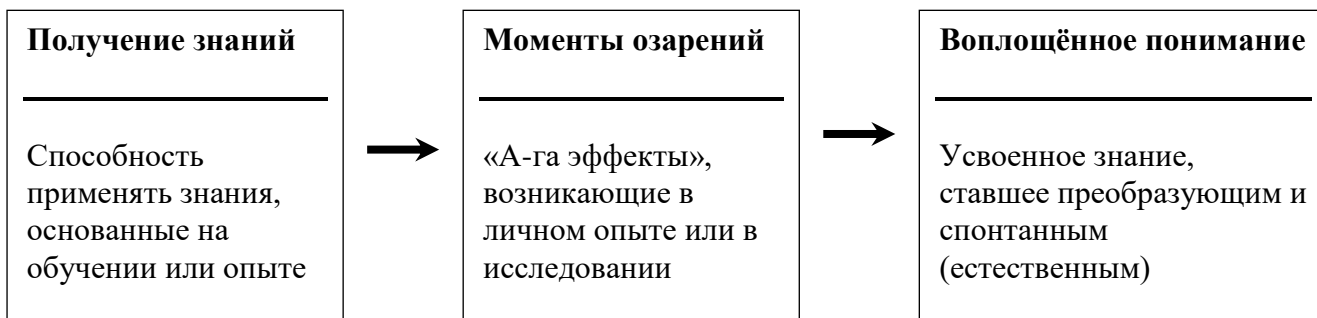 Получение знаний
Способность
применять знания,
основанные на
обучении или опыте
Моменты озарений
«А-га эффекты»,
возникающие в
личном опыте или в
исследовании
Воплощённое понимание
Усвоенное знание,
ставшее преобразующим и
спонтанным
(естественным)